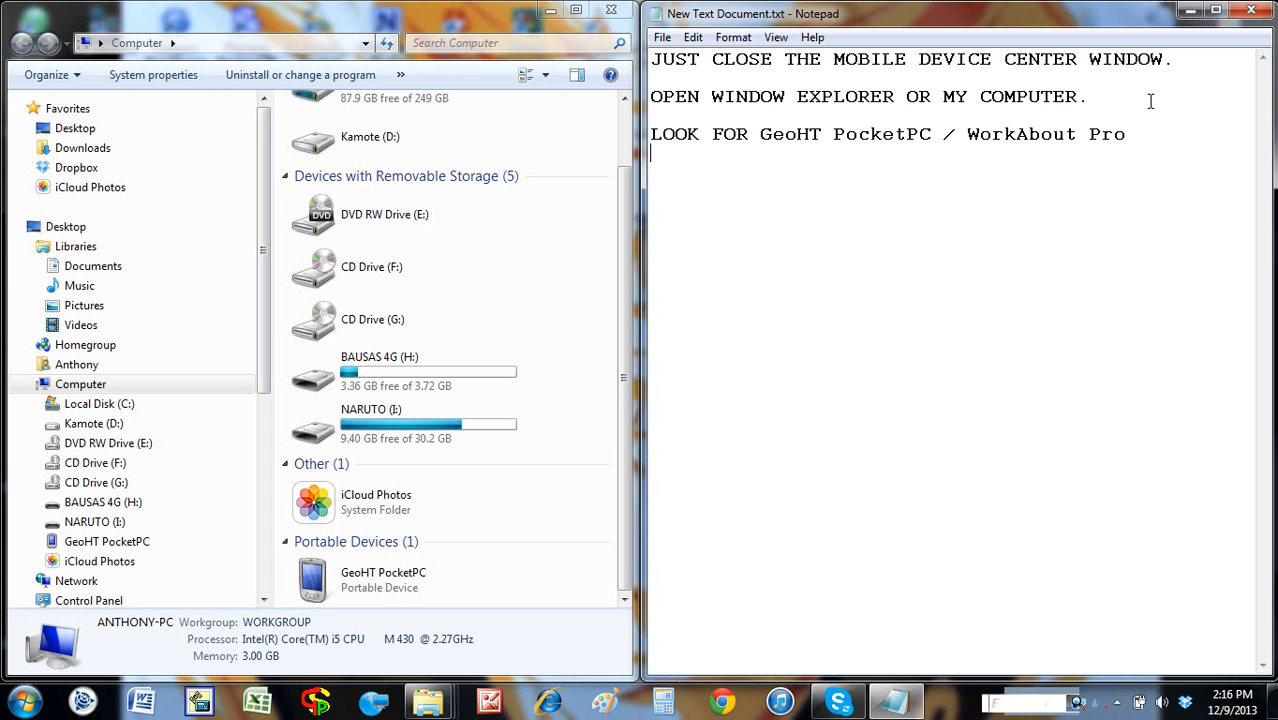 Computer
Search Computer
Organize
System properties
Uninstall or change a program
»
Favorites
Desktop
Downloads
Dropbox
iCloud Photos
Desktop
Libraries
Documents
Music
Pictures
Videos
Homegroup
Anthony
Computer
Local Disk (C:)
Kamote (D:)
DVD RW Drive (E:)
CD Drive (F:)
CD Drive (G:)
BAUSAS 4G (H:)
NARUTO (I:)
GeoHT PocketPC
iCloud Photos
Network
Control Panel
87.9 GB free of 249 GB
Kamote (D:)
Devices with Removable Storage (5)
DVD
DVD RW Drive (E:)
CD Drive (F:)
CD Drive (G:)
BAUSAS 4G (H:)
3.36 GB free of 3.72 GB
NARUTO (I:)
9.40 GB free of 30.2 GB
Other (1)
iCloud Photos
System Folder
Portable Devices (1)
GeoHT PocketPC
Portable Device
ANTHONY-PC Workgroup: WORKGROUP
Processor: Intel(R) Core(TM) i5 CPU M 430 @ 2.27GHz
Memory: 3.00 GB
New Text Document.txt - Notepad
File Edit Format View Help
JUST CLOSE THE MOBILE DEVICE CENTER WINDOW.
OPEN WINDOW EXPLORER OR MY COMPUTER.
LOOK FOR GeoHT PocketPC / WorkAbout Pro
2:16 PM
12/9/2013